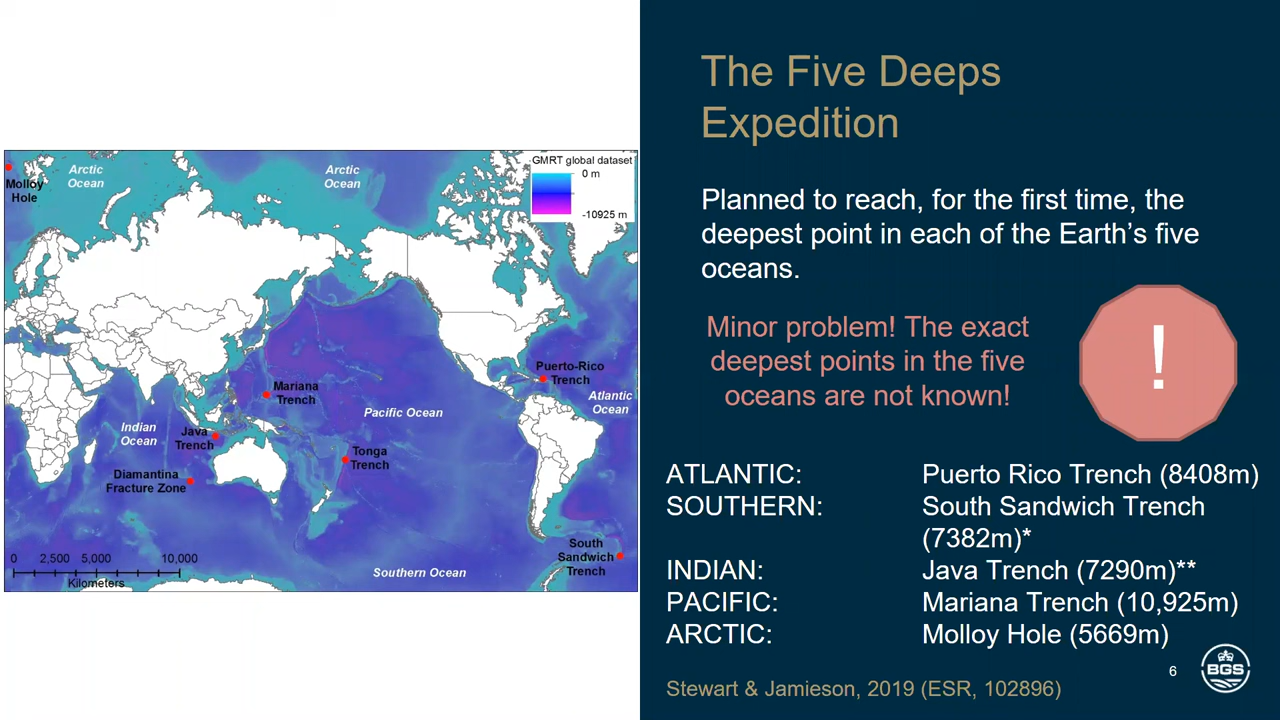 The Five Deeps
Expedition
Planned to reach, for the first time, the
deepest point in each of the Earth’s five
oceans.
Minor problem! The exact
deepest points in the five
oceans are not known!
!
ATLANTIC: Puerto Rico Trench (8408m)
SOUTHERN: South Sandwich Trench
(7382m)*
INDIAN: Java Trench (7290m)**
PACIFIC: Mariana Trench (10,925m)
ARCTIC: Molloy Hole (5669m)
Stewart & Jamieson, 2019 (ESR, 102896)
6
BGS
GMRT global dataset
0 m
-10925 m
Arctic
Ocean
Arctic
Ocean
Molloy
Hole
Puerto-Rico
Trench
Mariana
Trench
Atlantic
Ocean
Pacific Ocean
Indian
Ocean
Java
Trench
Tonga
Trench
Diamantina
Fracture Zone
South
Sandwich
Trench
Southern Ocean
0 2,500 5,000 10,000
Kilometers